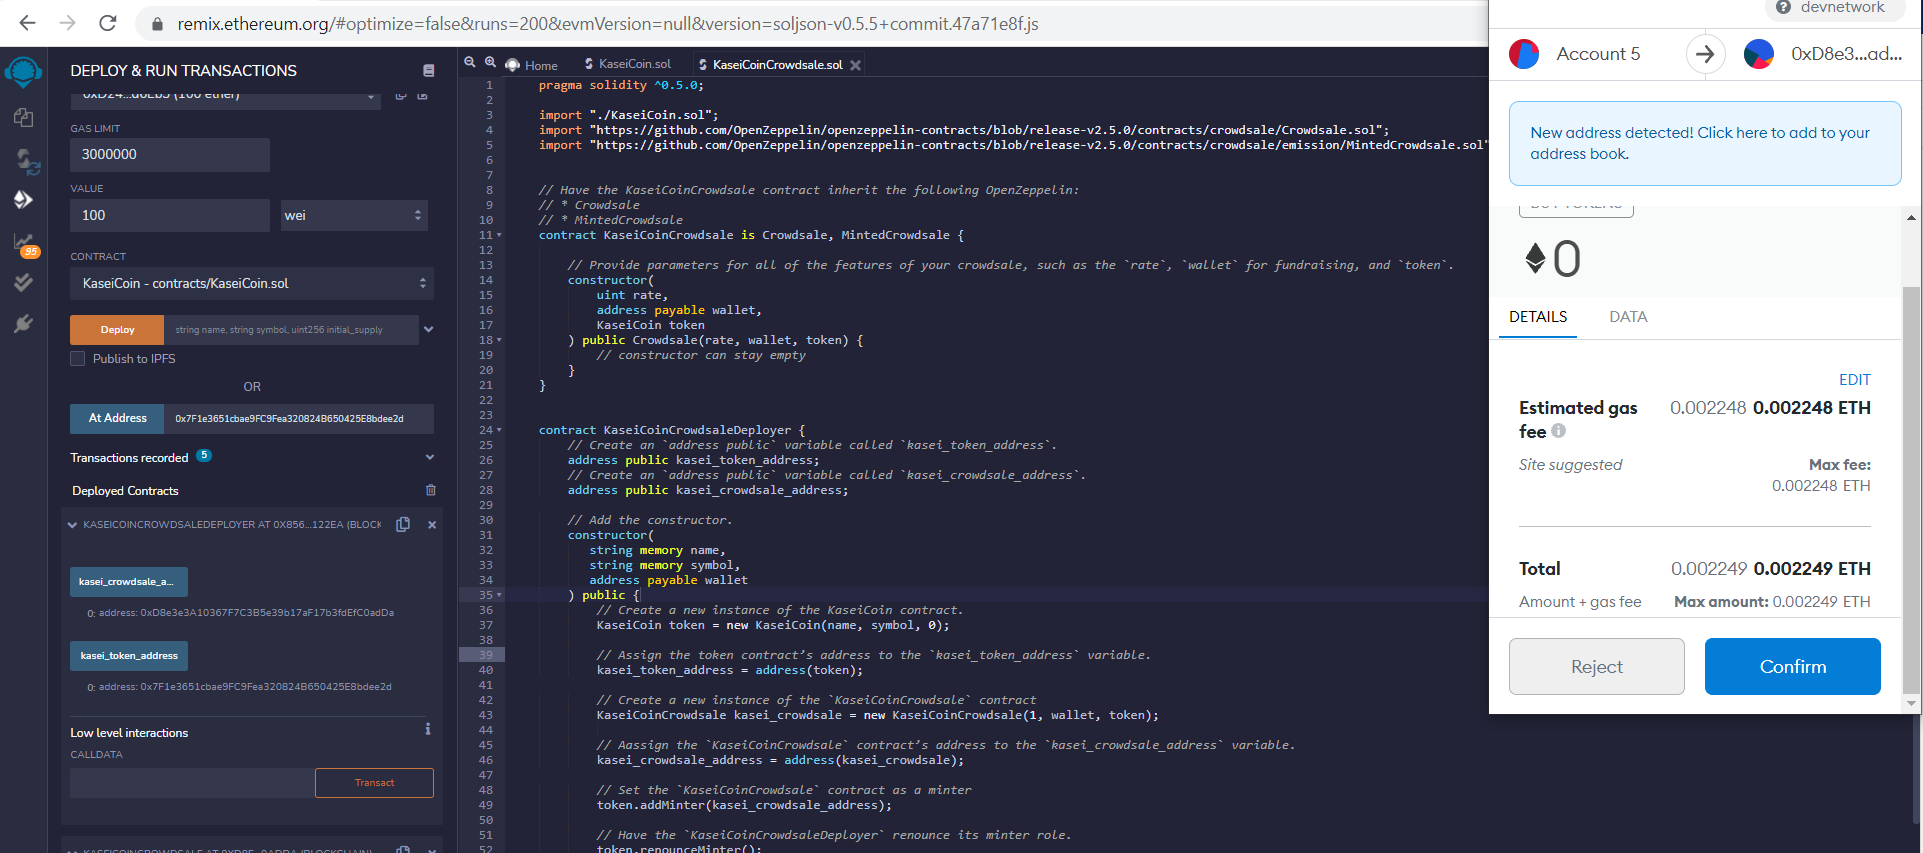 remix.ethereum.org/#optimize=false&runs=200&evmVersion=null&version=soljson-v0.5.5+commit.47a71e8f.js
DEPLOY & RUN TRANSACTIONS
GAS LIMIT
3000000
VALUE
100
wei
95
CONTRACT
KaseiCoin - contracts/KaseiCoin.sol
Deploy
string name, string symbol, uint256 initial_supply
Publish to IPFS
OR
At Address
0x7F1e3651cbae9FC9Fea320824B650425E8bdee2d
Transactions recorded 5
Deployed Contracts
KASEICOINCROWDSALEDEPLOYER AT 0X856...122EA (BLOCK
kasei_crowdsale_a...
0: address: 0xD8e3e3A10367F7C3B5e39b17aF17b3fdEfC0adDa
kasei_token_address
0: address: 0x7F1e3651cbae9FC9Fea320824B650425E8bdee2d
Low level interactions
CALLDATA
Transact
Home
KaseiCoin.sol
KaseiCoinCrowdsale.sol
1 pragma solidity ^0.5.0;
2
3 import "./KaseiCoin.sol";
4 import "https://github.com/OpenZeppelin/openzeppelin-contracts/blob/release-v2.5.0/contracts/crowdsale/Crowdsale.sol";
5 import "https://github.com/OpenZeppelin/openzeppelin-contracts/blob/release-v2.5.0/contracts/crowdsale/emission/MintedCrowdsale.sol"
6
7
8 // Have the KaseiCoinCrowdsale contract inherit the following OpenZeppelin:
9 // * Crowdsale
10 // * MintedCrowdsale
11 contract KaseiCoinCrowdsale is Crowdsale, MintedCrowdsale {
12
13 // Provide parameters for all of the features of your crowdsale, such as the `rate`, `wallet` for fundraising, and `token`.
14 constructor(
15 uint rate,
16 address payable wallet,
17 KaseiCoin token
18 ) public Crowdsale(rate, wallet, token) {
19 // constructor can stay empty
20 }
21 }
22
23
24 contract KaseiCoinCrowdsaleDeployer {
25 // Create an `address public` variable called `kasei_token_address`.
26 address public kasei_token_address;
27 // Create an `address public` variable called `kasei_crowdsale_address`.
28 address public kasei_crowdsale_address;
29
30 // Add the constructor.
31 constructor(
32 string memory name,
33 string memory symbol,
34 address payable wallet
35 ) public {
36 // Create a new instance of the KaseiCoin contract.
37 KaseiCoin token = new KaseiCoin(name, symbol, 0);
38
39 // Assign the token contract’s address to the `kasei_token_address` variable.
40 kasei_token_address = address(token);
41
42 // Create a new instance of the `KaseiCoinCrowdsale` contract
43 KaseiCoinCrowdsale kasei_crowdsale = new KaseiCoinCrowdsale(1, wallet, token);
44
45 // Aassign the `KaseiCoinCrowdsale` contract’s address to the `kasei_crowdsale_address` variable.
46 kasei_crowdsale_address = address(kasei_crowdsale);
47
48 // Set the `KaseiCoinCrowdsale` contract as a minter
49 token.addMinter(kasei_crowdsale_address);
50
51 // Have the `KaseiCoinCrowdsaleDeployer` renounce its minter role.
52 token.renounceMinter();
devnetwork
Account 5
0xD8e3...ad...
New address detected! Click here to add to your
address book.
0
DETAILS
DATA
EDIT
Estimated gas
fee
0.002248 0.002248 ETH
Site suggested
Max fee:
0.002248 ETH
Total
0.002249 0.002249 ETH
Amount + gas fee
Max amount: 0.002249 ETH
Reject
Confirm